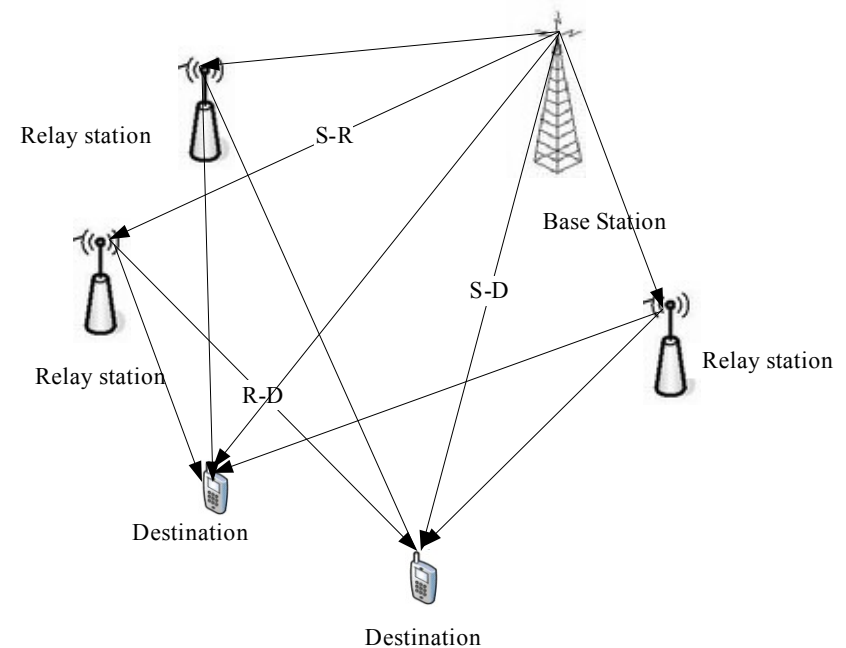 Relay station
S-R
Base Station
S-D
Relay station
Relay station
R-D
Destination
Destination